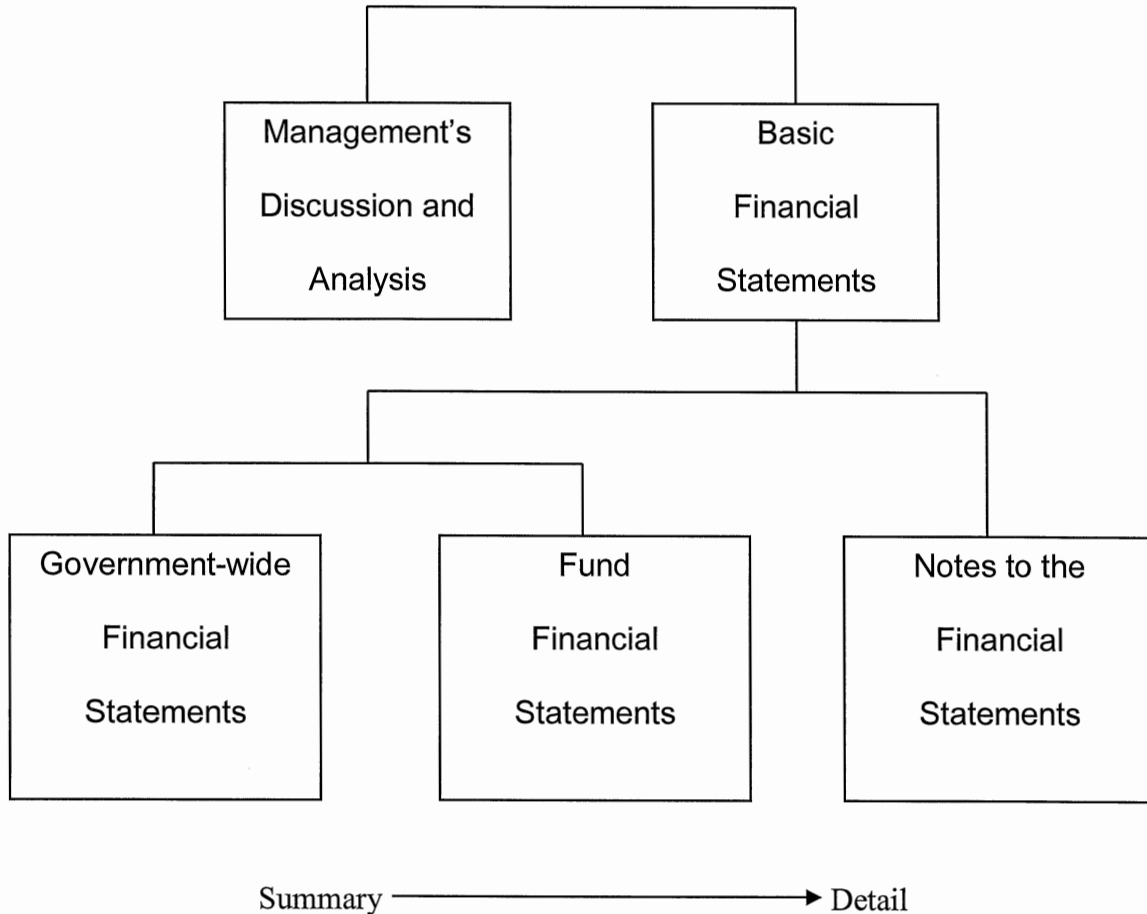 Management's
Discussion and
Analysis
Basic
Financial
Statements
Government-wide
Financial
Statements
Fund
Financial
Statements
Notes to the
Financial
Statements
Summary
Detail